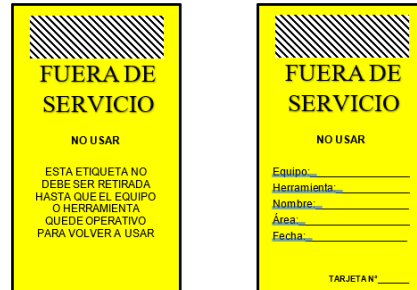 FUERA DE
SERVICIO
NO USAR
ESTA ETIQUETA NO
DEBE SER RETIRADA
HASTA QUE EL EQUIPO
O HERRAMIENTA
QUEDE OPERATIVO
PARA VOLVER A USAR
FUERA DE
SERVICIO
NO USAR
Equipo:_
Herramienta:_
Nombre:_
Área:_
Fecha:_
TARJETA N°______